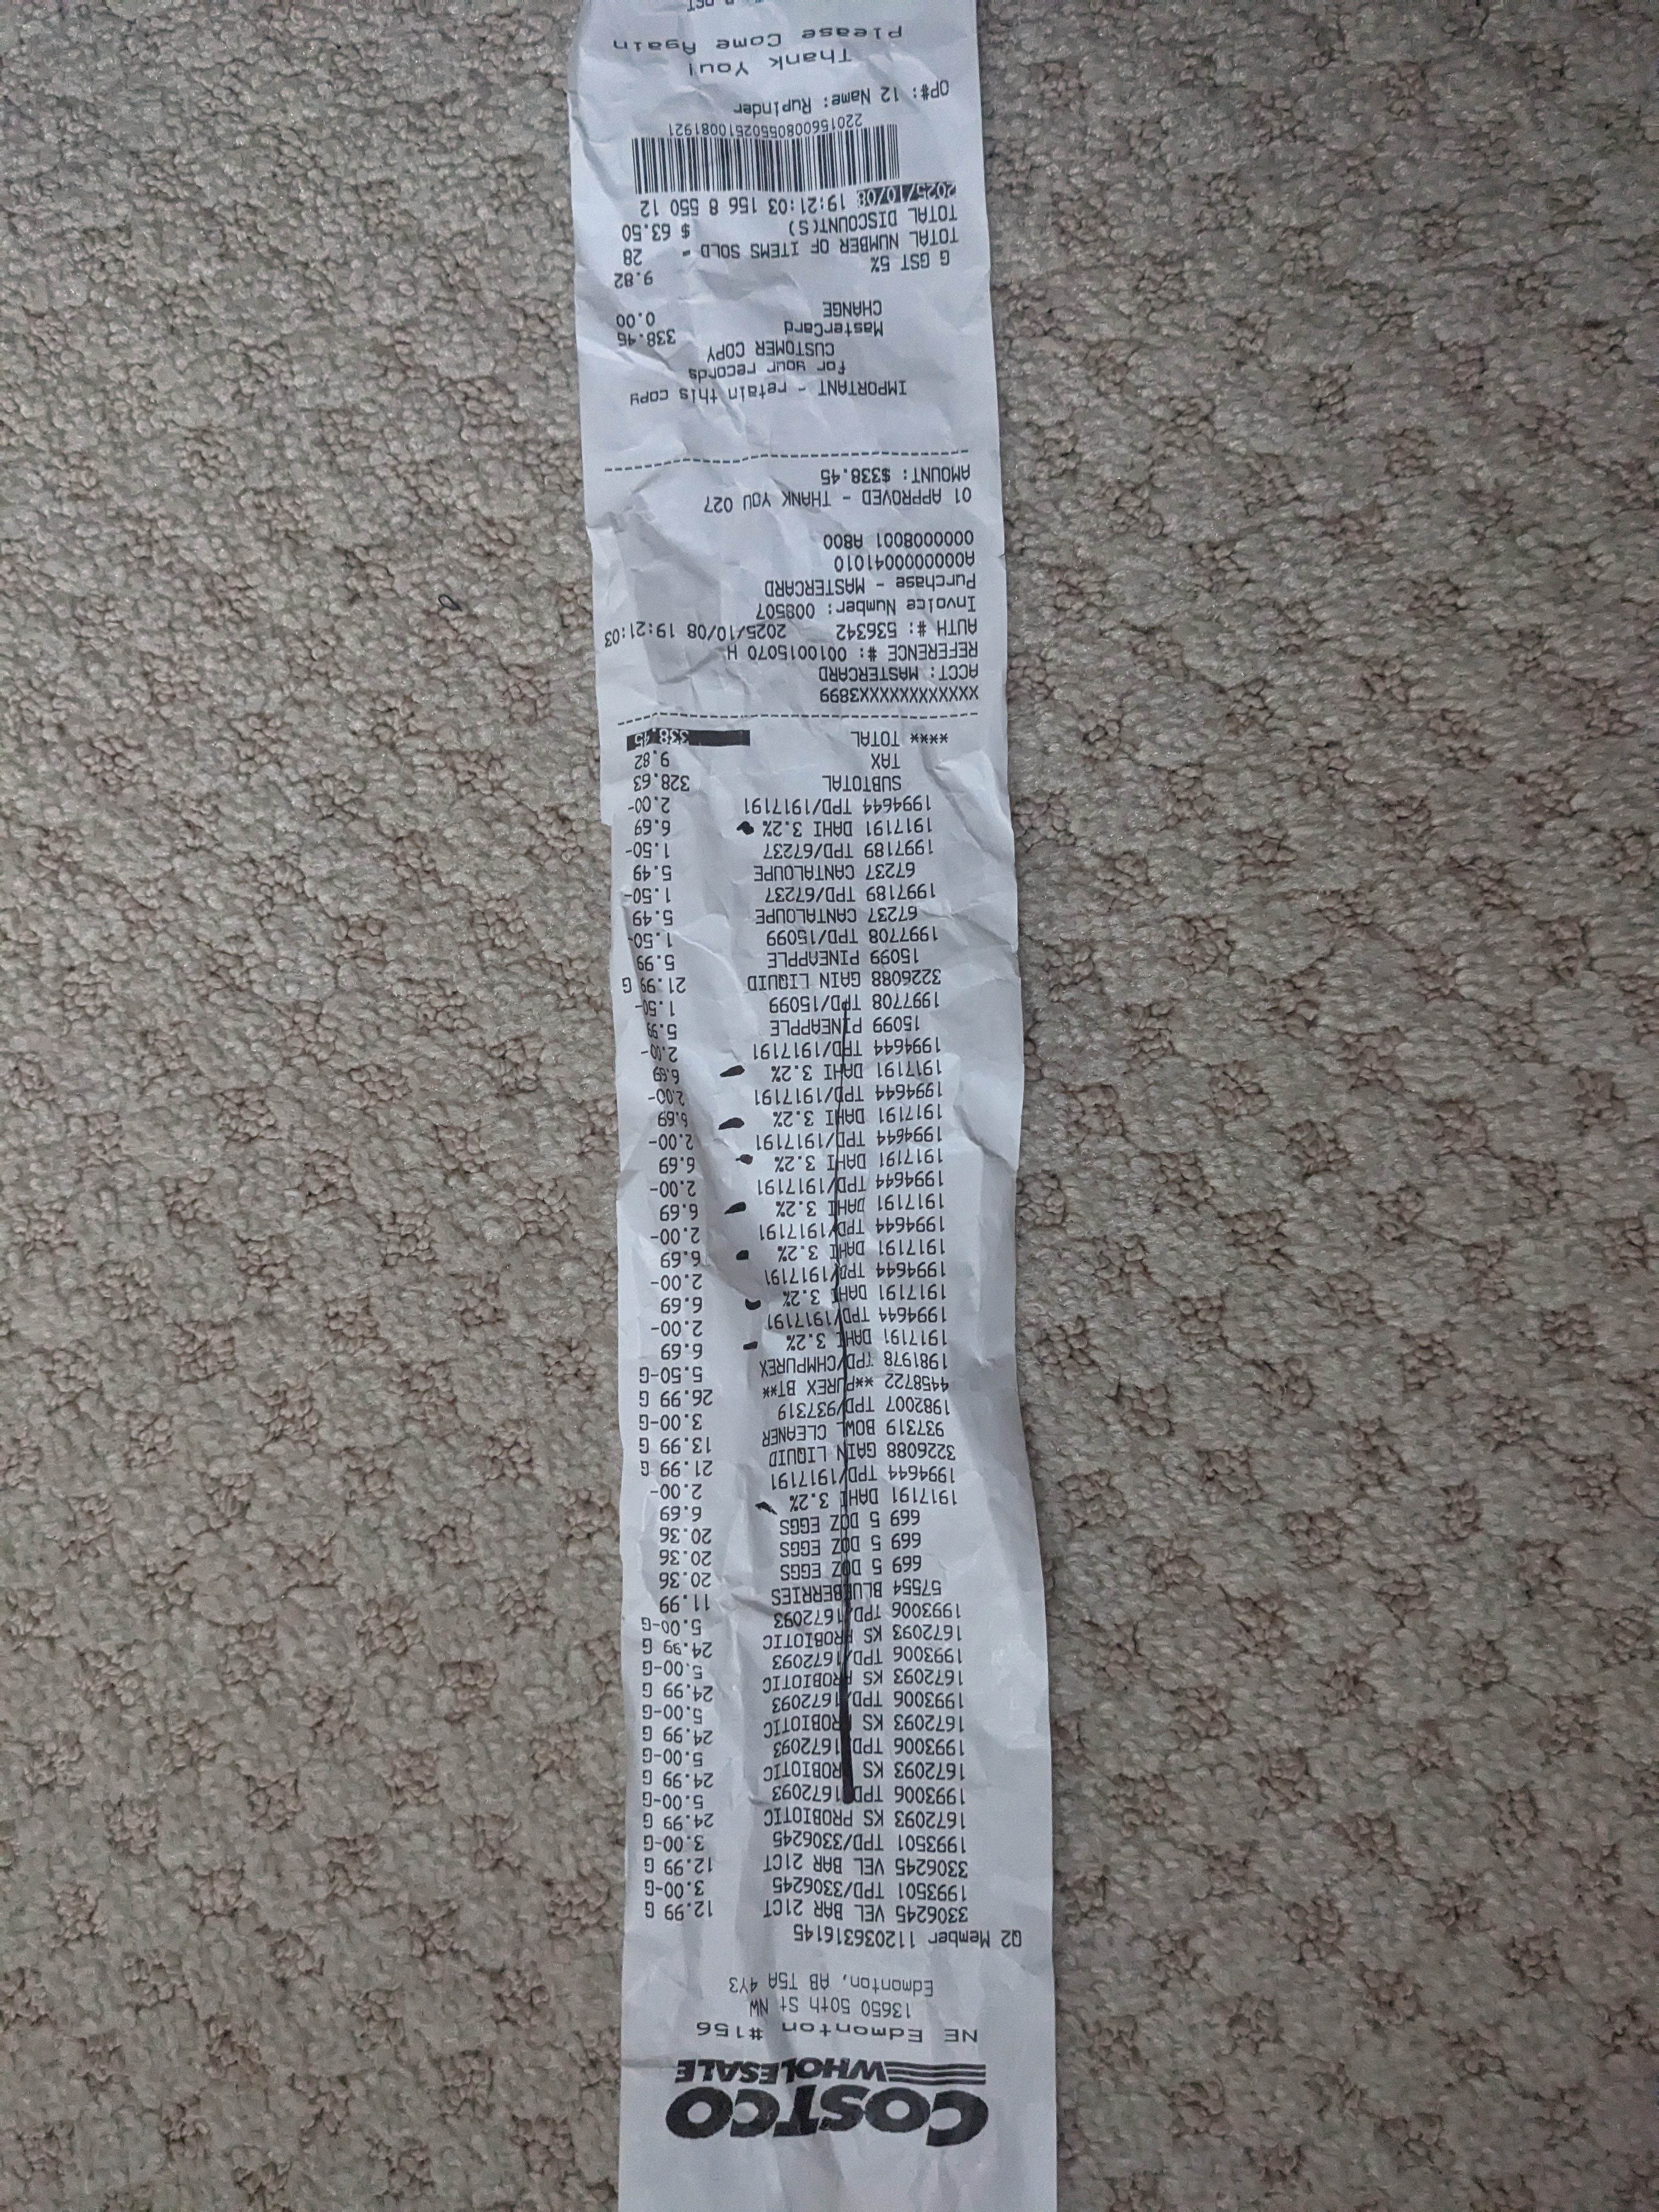 COSTCO
WHOLESALE
NE Edmonton #156
13650 50th St NW
Edmonton, AB T5A 4Y3
Q2 Member 112036316145
3306245 VEL BAR 21CT 12.99 G
1993501 TPD/3306245 3.00-G
3306245 VEL BAR 21CT 12.99 G
1993501 TPD/3306245 3.00-G
1672093 KS PROBIOTIC 24.99 G
1993006 TPD/1672093 5.00-G
1672093 KS PROBIOTIC 24.99 G
1993006 TPD/1672093 5.00-G
1672093 KS PROBIOTIC 24.99 G
1993006 TPD/1672093 5.00-G
1672093 KS PROBIOTIC 24.99 G
1993006 TPD/1672093 5.00-G
1672093 KS PROBIOTIC 24.99 G
1993006 TPD/1672093 5.00-G
57554 BLUEBERRIES 11.99
669 5 DOZ EGGS 20.36
669 5 DOZ EGGS 20.36
669 5 DOZ EGGS 20.36
1917191 DAHI 3.2% 6.69
1994644 TPD/1917191 2.00-
3226088 GAIN LIQUID 21.99 G
937319 BOWL CLEANER 13.99 G
1982007 TPD/937319 3.00-G
4458722 **PUREX BT** 26.99 G
1981978 TPD/CHMPUREX 5.50-G
1917191 DAHI 3.2% 6.69
1994644 TPD/1917191 2.00-
1917191 DAHI 3.2% 6.69
1994644 TPD/1917191 2.00-
1917191 DAHI 3.2% 6.69
1994644 TPD/1917191 2.00-
1917191 DAHI 3.2% 6.69
1994644 TPD/1917191 2.00-
1917191 DAHI 3.2% 6.69
1994644 TPD/1917191 2.00-
1917191 DAHI 3.2% 6.69
1994644 TPD/1917191 2.00-
1917191 DAHI 3.2% 6.69
1994644 TPD/1917191 2.00-
15099 PINEAPPLE 5.99
1997708 TPD/15099 1.50-
3226088 GAIN LIQUID 21.99 G
15099 PINEAPPLE 5.99
1997708 TPD/15099 1.50-
67237 CANTALOUPE 5.49
1997189 TPD/67237 1.50-
67237 CANTALOUPE 5.49
1997189 TPD/67237 1.50-
1917191 DAHI 3.2% 6.69
1994644 TPD/1917191 2.00-
SUBTOTAL 328.63
TAX 9.82
**** TOTAL 338.45
XXXXXXXXXXXX3899
ACCT: MASTERCARD
REFERENCE #: 0010015070 H
AUTH #: 536342 2025/10/08 19:21:03
Invoice Number: 008507
Purchase - MASTERCARD
A0000000041010
0000008001 A800
01 APPROVED - THANK YOU 027
AMOUNT: $338.45
IMPORTANT - retain this copy
for your records
CUSTOMER COPY
MasterCard 338.45
CHANGE 0.00
G GST 5% 9.82
TOTAL NUMBER OF ITEMS SOLD = 28
TOTAL DISCOUNT(S) $ 63.50
2025/10/08 19:21:03 156 8 550 12
22015600805502510081921
OP#: 12 Name: Rupinder
Thank You!
Please Come Again